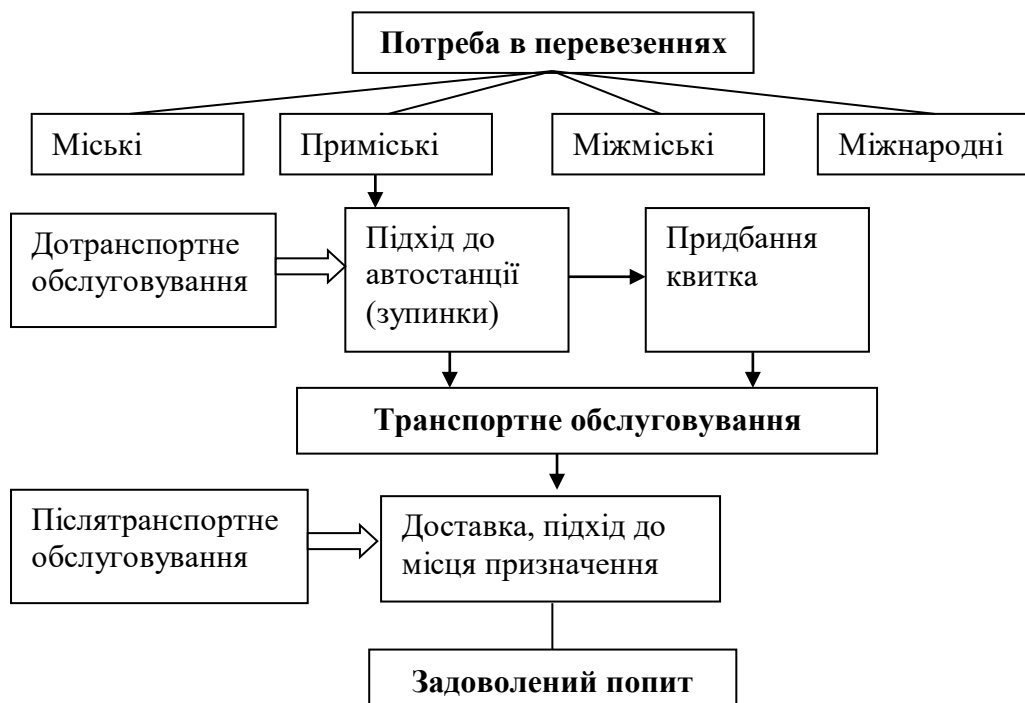 Потреба в перевезеннях
Міські
Приміські
Міжміські
Міжнародні
Дотранспортне
обслуговування
Підхід до
автостанції
(зупинки)
Придбання
квитка
Транспортне обслуговування
Післятранспортне
обслуговування
Доставка, підхід до
місця призначення
Задоволений попит